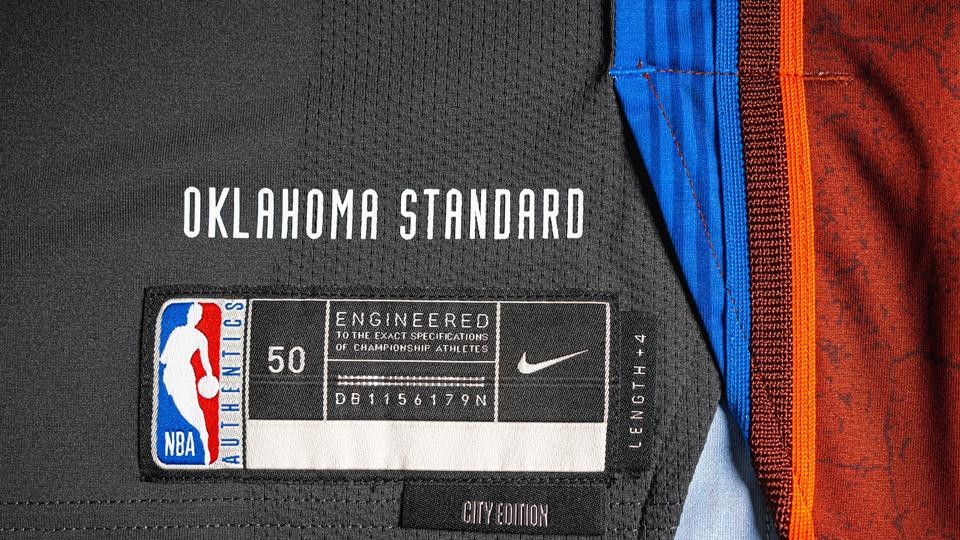 OKLAHOMA STANDARD
NBA
AUTHENTICS
50
ENGINEERED
TO THE EXACT SPECIFICATIONS
OF CHAMPIONSHIP ATHLETES
DB1156179N
LENGTH+4
CITY EDITION